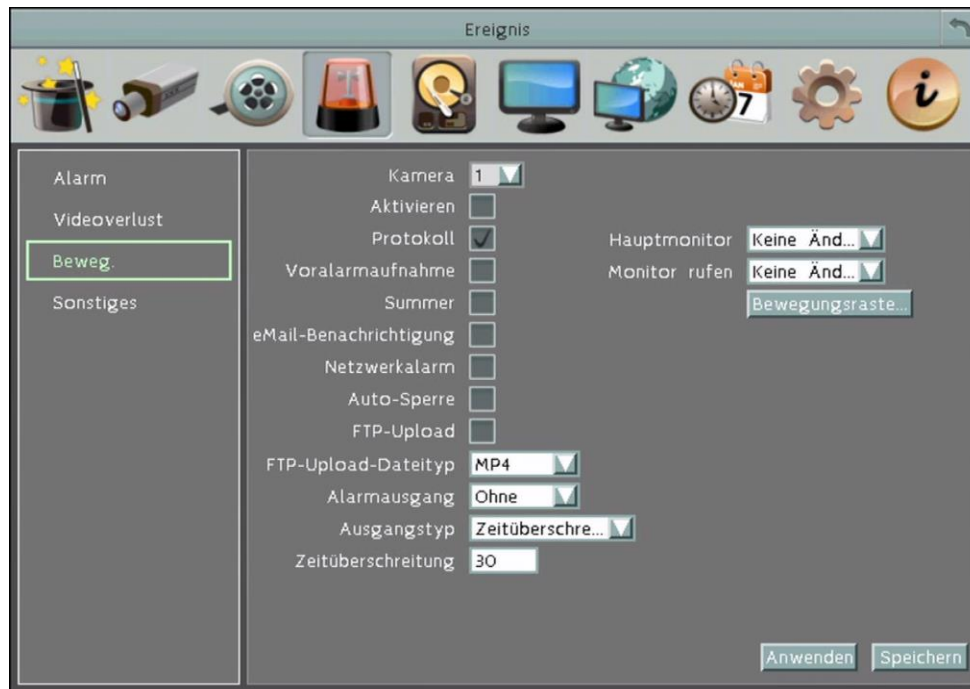 Ereignis
7
i
Alarm
Videoverlust
Beweg.
Sonstiges
Kamera 1
Aktivieren
Protokoll
Voralarmaufnahme
Summer
eMail-Benachrichtigung
Netzwerkalarm
Auto-Sperre
FTP-Upload
FTP-Upload-Dateityp MP4
Alarmausgang Ohne
Ausgangstyp Zeitüberschre...
Zeitüberschreitung 30
Hauptmonitor Keine Änd...
Monitor rufen Keine Änd...
Bewegungsraste...
Anwenden Speichern